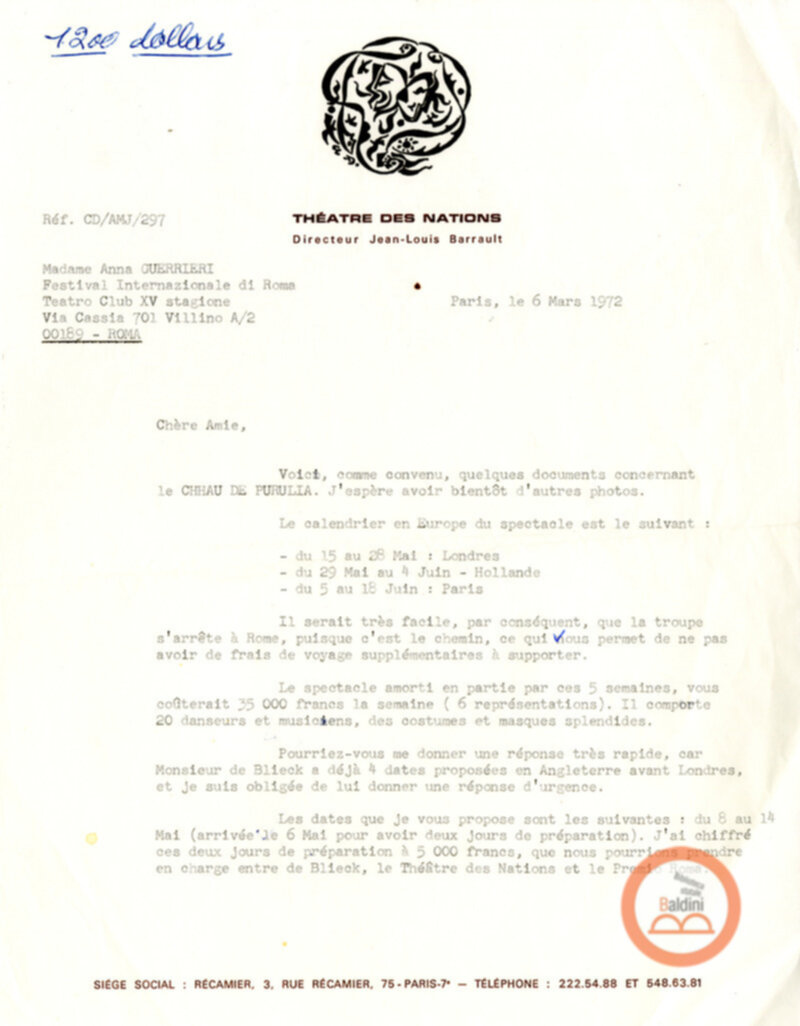 1200 dollars
THÉATRE DES NATIONS
Directeur Jean-Louis Barrault
Réf. CD/AMJ/297
Madame Anna GUERRIERI
Festival Internazionale di Roma
Teatro Club XV stagione
Via Cassia 701 Villino A/2
00189 - ROMA
Paris, le 6 Mars 1972
Chère Amie,
Voici, comme convenu, quelques documents concernant
le CHHAU DE PURULIA. J'espère avoir bientôt d'autres photos.
Le calendrier en Europe du spectacle est le suivant :
- du 15 au 28 Mai : Londres
- du 29 Mai au 4 Juin - Hollande
- du 5 au 18 Juin : Paris
Il serait très facile, par conséquent, que la troupe
s'arrête à Rome, puisque c'est le chemin, ce qui vous permet de ne pas
avoir de frais de voyage supplémentaires à supporter.
Le spectacle amorti en partie par ces 5 semaines, vous
coûterait 35 000 francs la semaine ( 6 représentations). Il comporte
20 danseurs et musiciens, des costumes et masques splendides.
Pourriez-vous me donner une réponse très rapide, car
Monsieur de Blieck a déjà 4 dates proposées en Angleterre avant Londres,
et je suis obligée de lui donner une réponse d'urgence.
Les dates que je vous propose sont les suivantes : du 8 au 14
Mai (arrivée le 6 Mai pour avoir deux jours de préparation). J'ai chiffré
ces deux jours de préparation à 5 000 francs, que nous pourrions prendre
en charge entre de Blieck, le Théâtre des Nations et le Premio Roma.
Biblioteca
statale
Baldini
SIÉGE SOCIAL : RÉCAMIER, 3, RUE RÉCAMIER, 75-PARIS-7e — TÉLÉPHONE : 222.54.88 ET 548.63.81